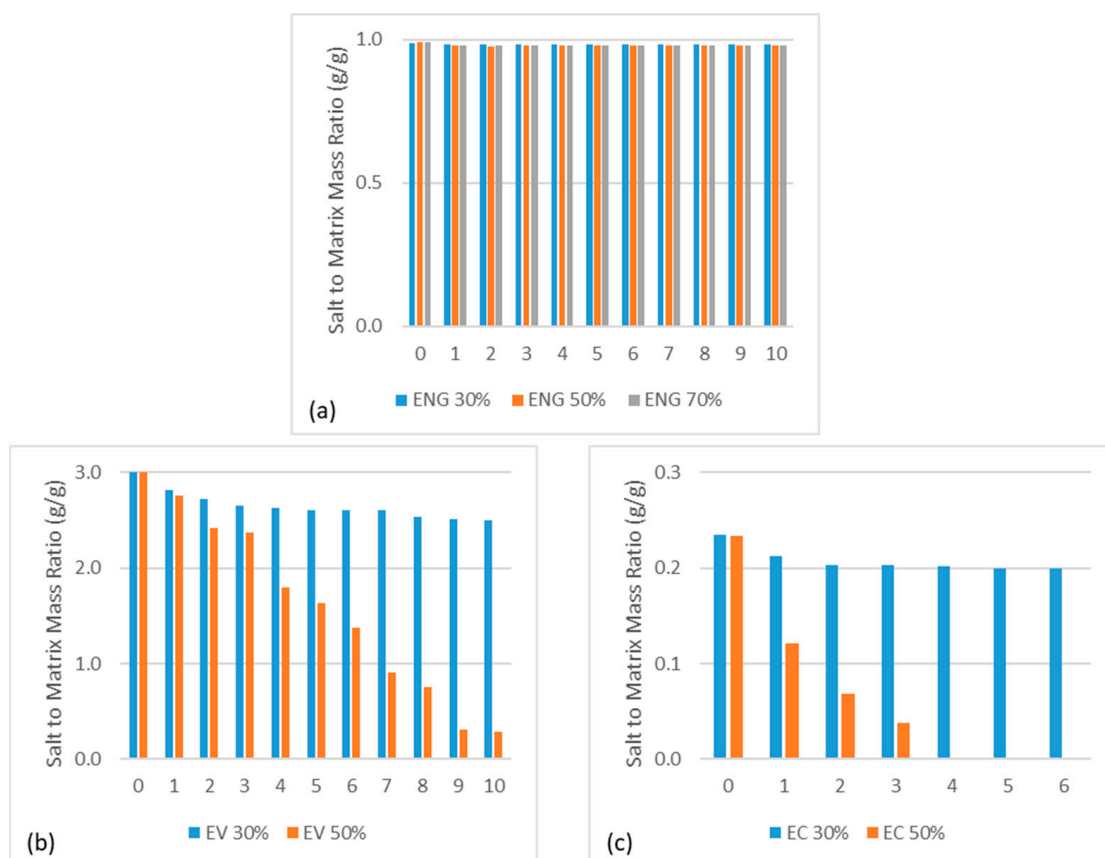 Salt to Matrix Mass Ratio (g/g)
1.0
0.5
0.0
0 1 2 3 4 5 6 7 8 9 10
ENG 30% ENG 50% ENG 70%
(a)
Salt to Matrix Mass Ratio (g/g)
3.0
2.0
1.0
0.0
0 1 2 3 4 5 6 7 8 9 10
EV 30% EV 50%
(b)
Salt to Matrix Mass Ratio (g/g)
0.3
0.2
0.1
0.0
0 1 2 3 4 5 6
EC 30% EC 50%
(c)